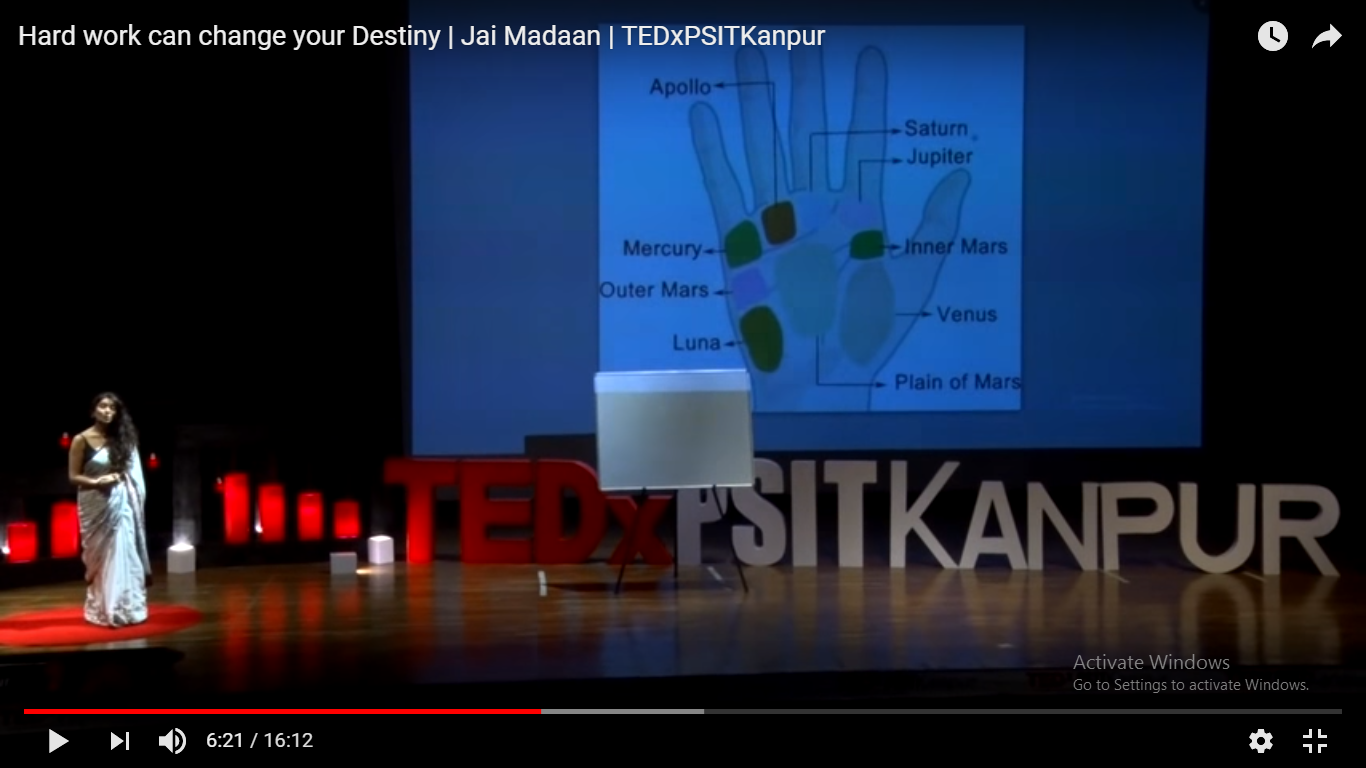 Hard work can change your Destiny | Jai Madaan | TEDxPSITKanpur
Apollo
Saturn
Jupiter
Mercury
Inner Mars
Outer Mars
Venus
Luna
Plain of Mars
TEDxPSITKANPUR
Activate Windows
Go to Settings to activate Windows.
6:21 / 16:12